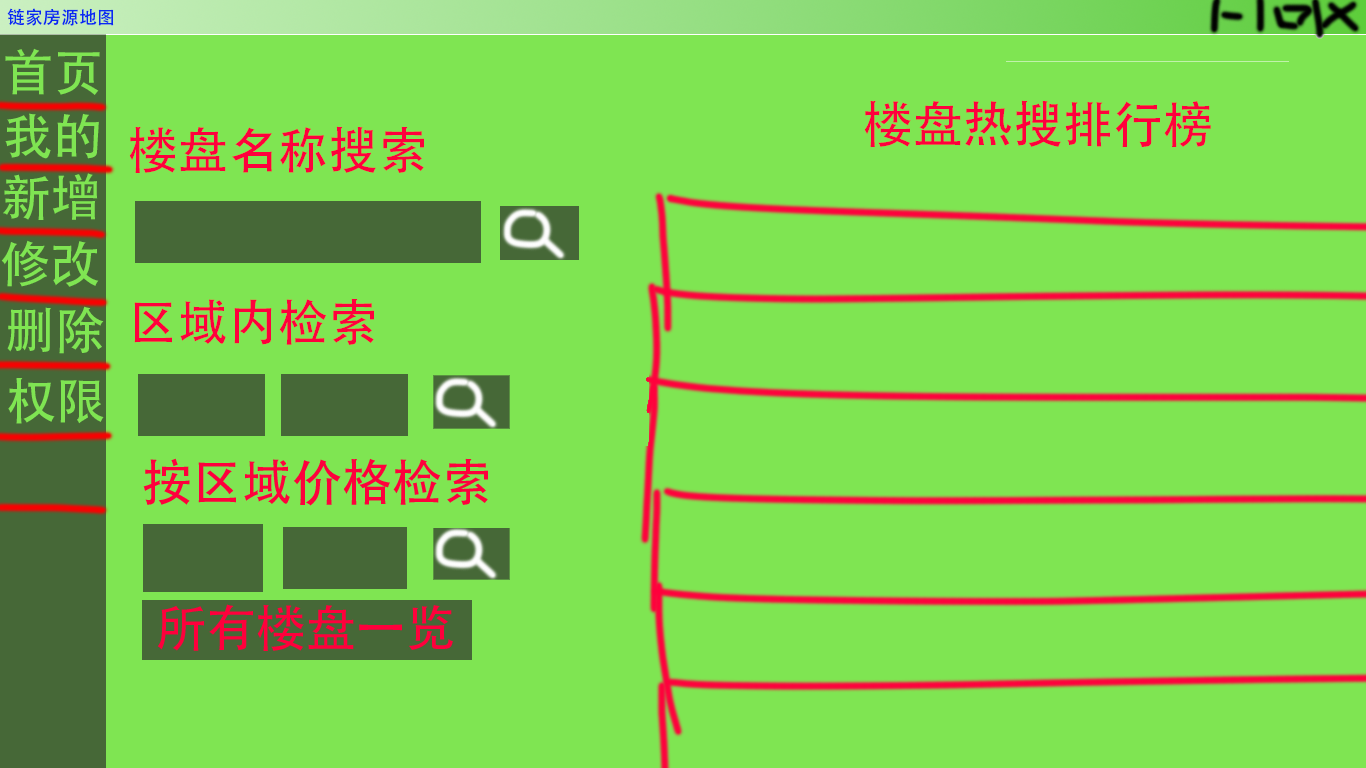 链家房源地图
首页
我的
新增
修改
删除
权限
楼盘名称搜索
区域内检索
按区域价格检索
所有楼盘一览
楼盘热搜排行榜